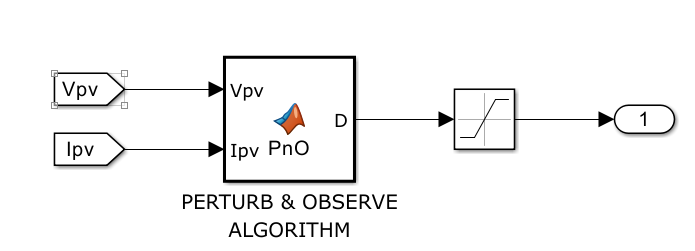 Vpv
Ipv
Vpv
Ipv
PnO
D
1
PERTURB & OBSERVE
ALGORITHM